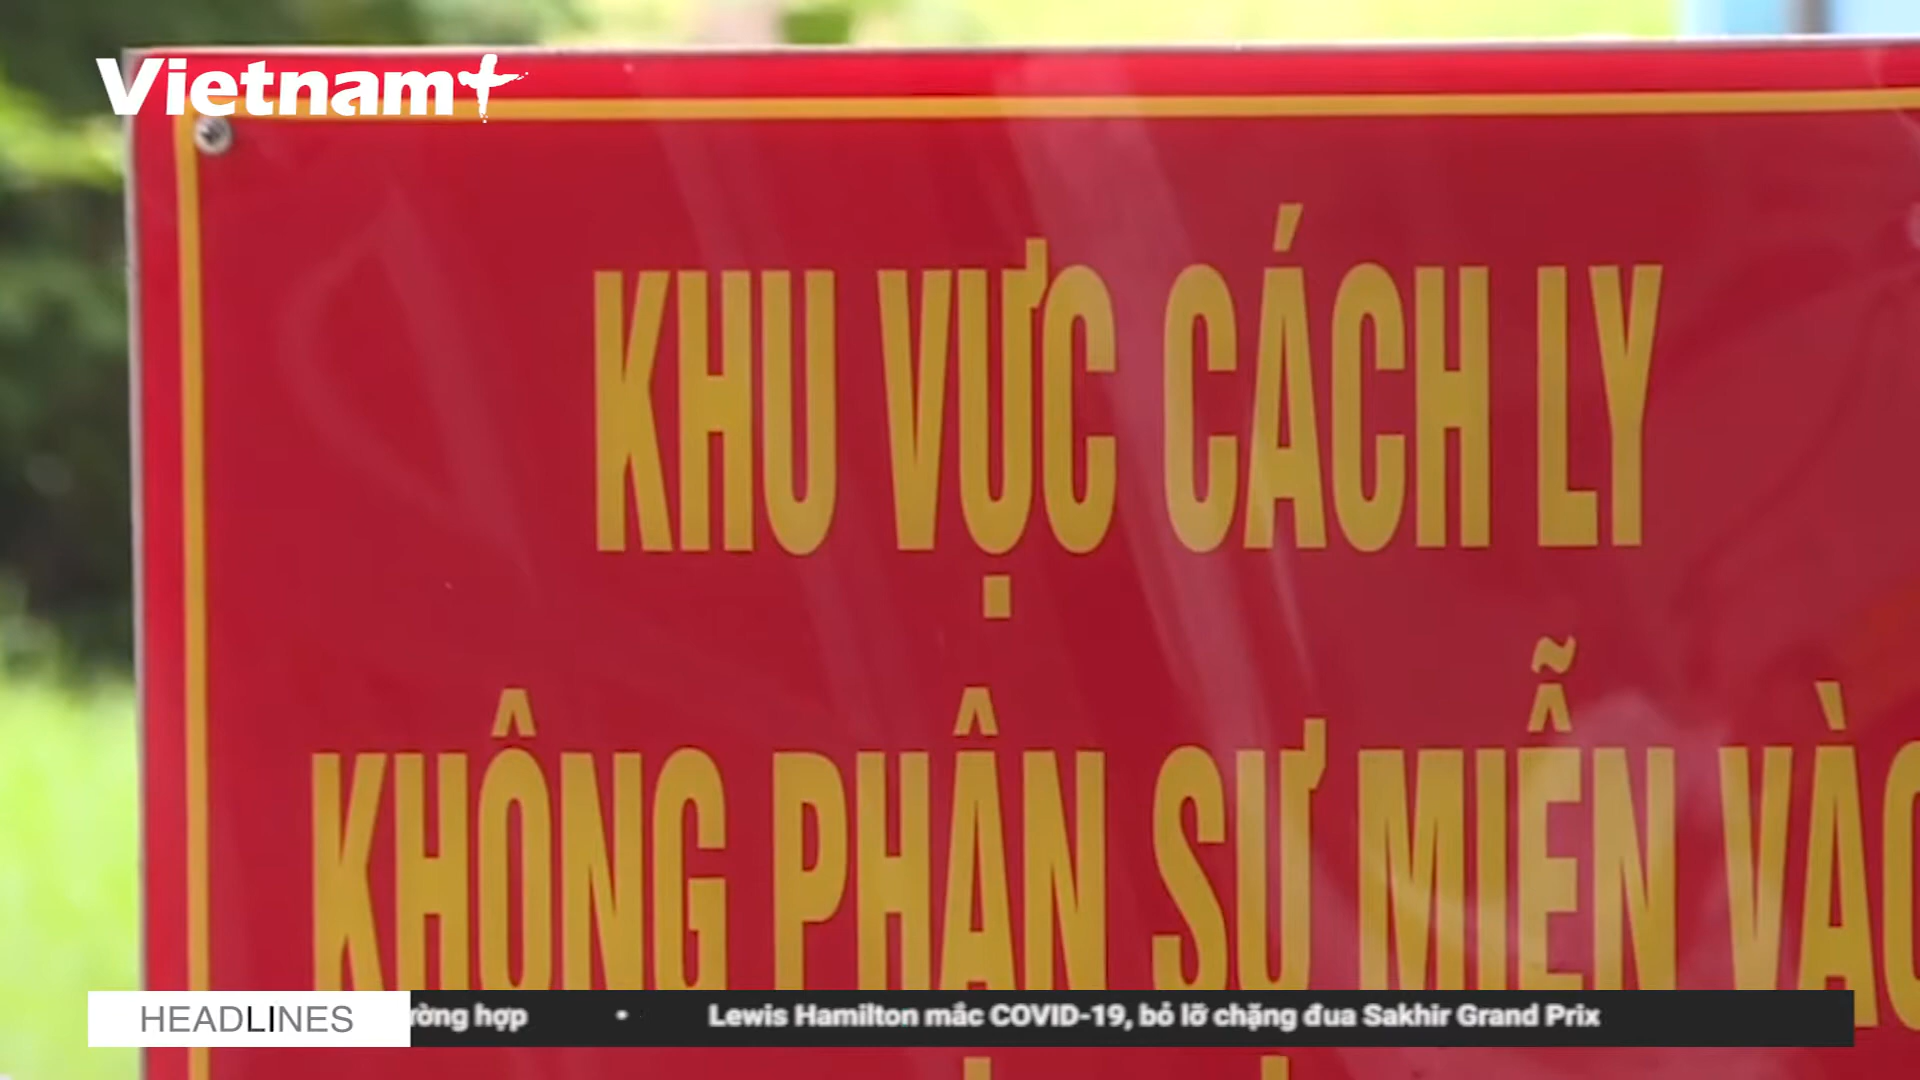 Vietnam+
KHU VỰC CÁCH LY
KHÔNG PHẬN SỰ MIỄN VÀO
HEADLINES
ường hợp • Lewis Hamilton mắc COVID-19, bỏ lỡ chặng đua Sakhir Grand Prix